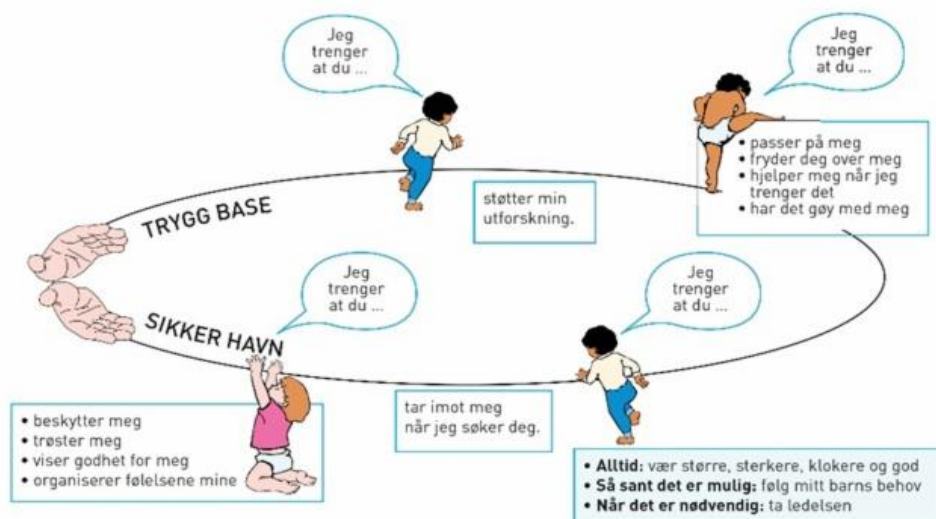 Jeg
trenger
at du ...
Jeg
trenger
at du ...
• passer på meg
• fryder deg over meg
• hjelper meg når jeg
trenger det
• har det gøy med meg
støtter min
utforskning.
TRYGG BASE
SIKKER HAVN
Jeg
trenger
at du ...
Jeg
trenger
at du ...
• beskytter meg
• trøster meg
• viser godhet for meg
• organiserer følelsene mine
tar imot meg
når jeg søker deg.
• Alltid: vær større, sterkere, klokere og god
• Så sant det er mulig: følg mitt barns behov
• Når det er nødvendig: ta ledelsen